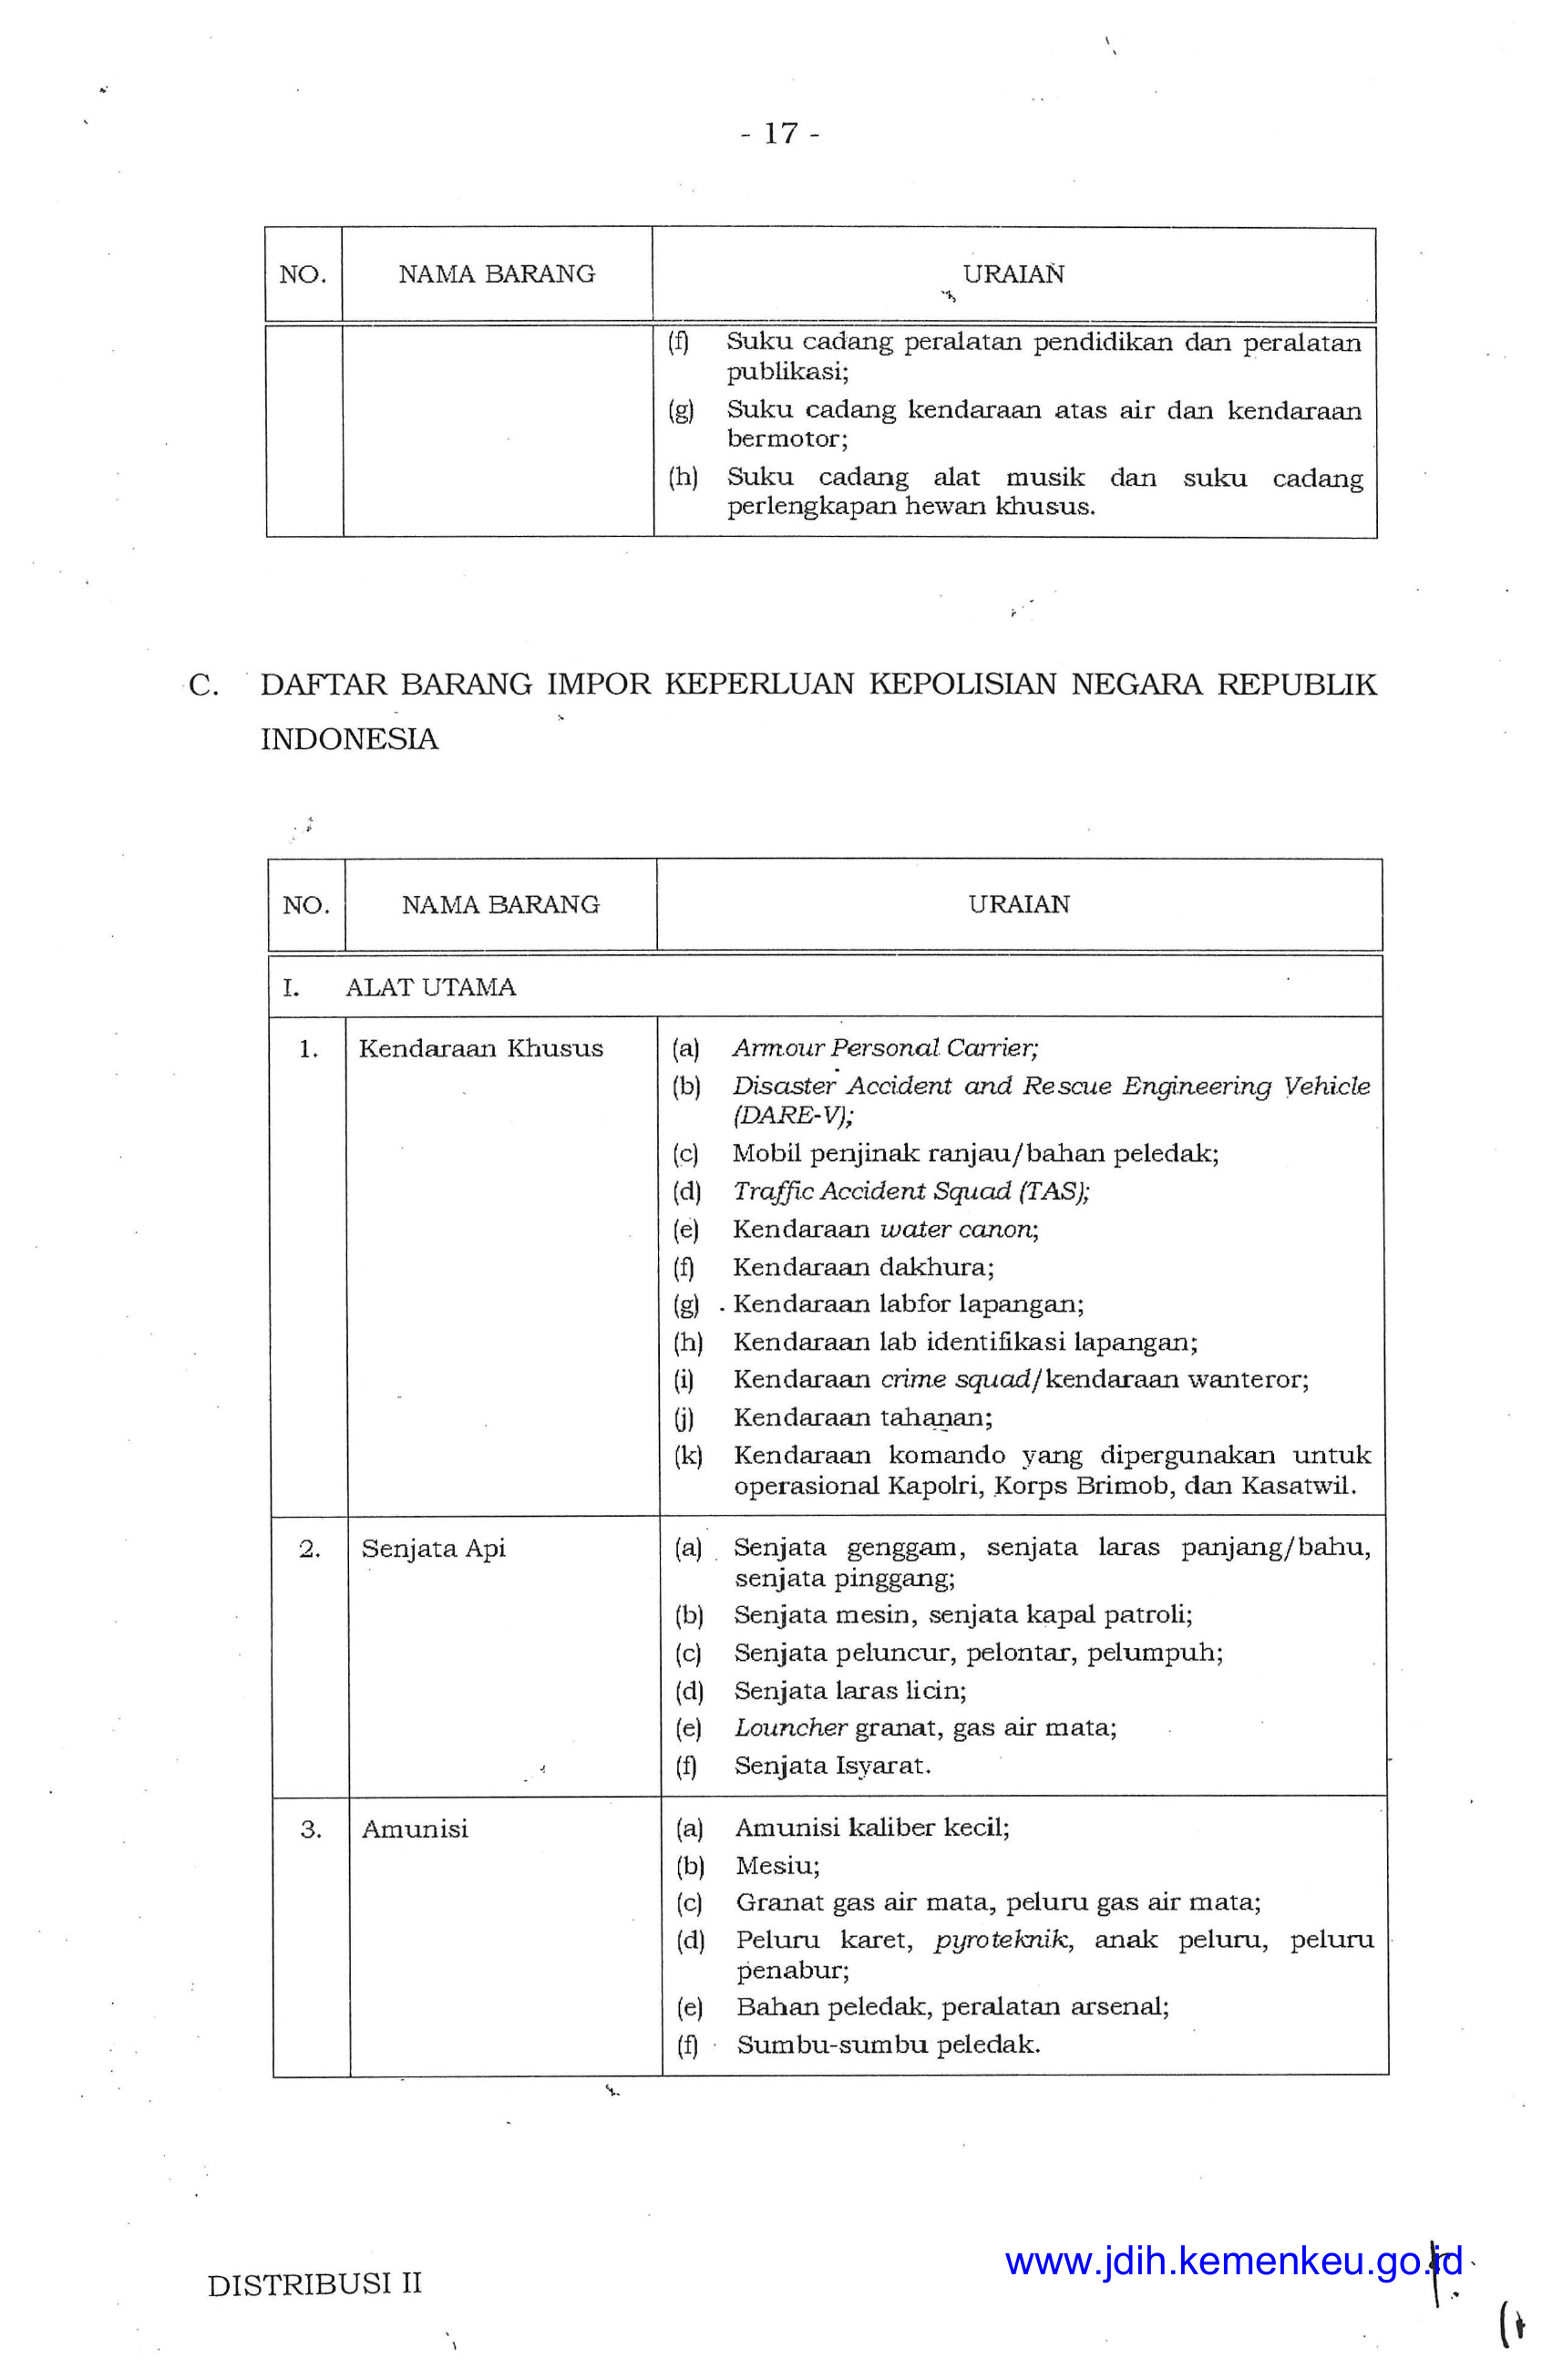 - 17 -
NO. NAMA BARANG URAIAN
(f) Suku cadang peralatan pendidikan dan peralatan
publikasi;
(g) Suku cadang kendaraan atas air dan kendaraan
bermotor;
(h) Suku cadang alat musik dan suku cadang
perlengkapan hewan khusus.
C. DAFTAR BARANG IMPOR KEPERLUAN KEPOLISIAN NEGARA REPUBLIK
INDONESIA
NO. NAMA BARANG URAIAN
I. ALAT UTAMA
1. Kendaraan Khusus (a) Armour Personal Carrier;
(b) Disaster Accident and Rescue Engineering Vehicle
(DARE-V);
(c) Mobil penjinak ranjau/bahan peledak;
(d) Traffic Accident Squad (TAS);
(e) Kendaraan water canon;
(f) Kendaraan dakhura;
(g) Kendaraan labfor lapangan;
(h) Kendaraan lab identifikasi lapangan;
(i) Kendaraan crime squad/kendaraan wanteror;
(j) Kendaraan tahanan;
(k) Kendaraan komando yang dipergunakan untuk
operasional Kapolri, Korps Brimob, dan Kasatwil.
2. Senjata Api (a) Senjata genggam, senjata laras panjang/bahu,
senjata pinggang;
(b) Senjata mesin, senjata kapal patroli;
(c) Senjata peluncur, pelontar, pelumpuh;
(d) Senjata laras licin;
(e) Louncher granat, gas air mata;
(f) Senjata Isyarat.
3. Amunisi (a) Amunisi kaliber kecil;
(b) Mesiu;
(c) Granat gas air mata, peluru gas air mata;
(d) Peluru karet, pyroteknik, anak peluru, peluru
penabur;
(e) Bahan peledak, peralatan arsenal;
(f) Sumbu-sumbu peledak.
www.jdih.kemenkeu.go.id
DISTRIBUSI II